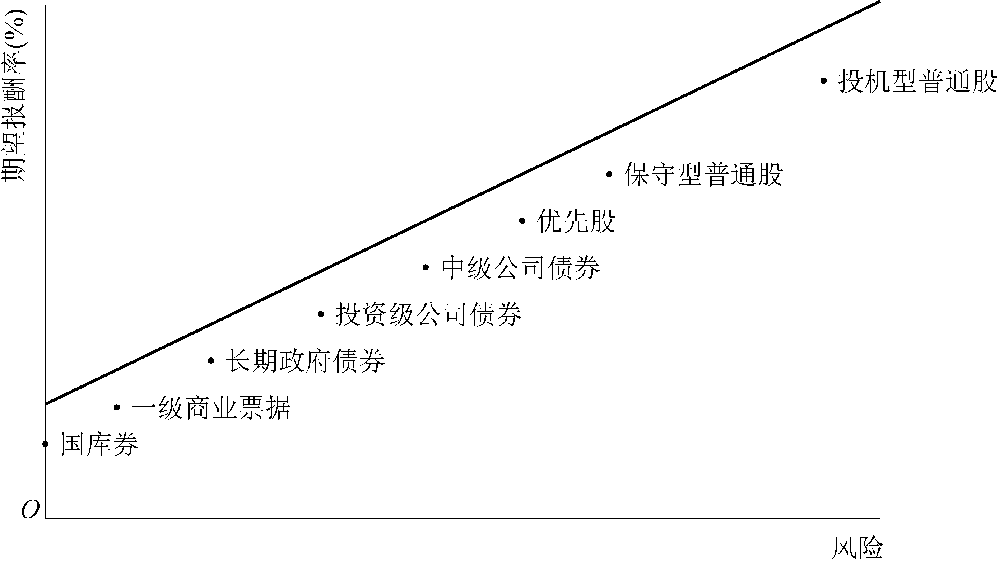 期望报酬率(%)
投机型普通股
保守型普通股
优先股
中级公司债券
投资级公司债券
长期政府债券
一级商业票据
国库券
O
风险